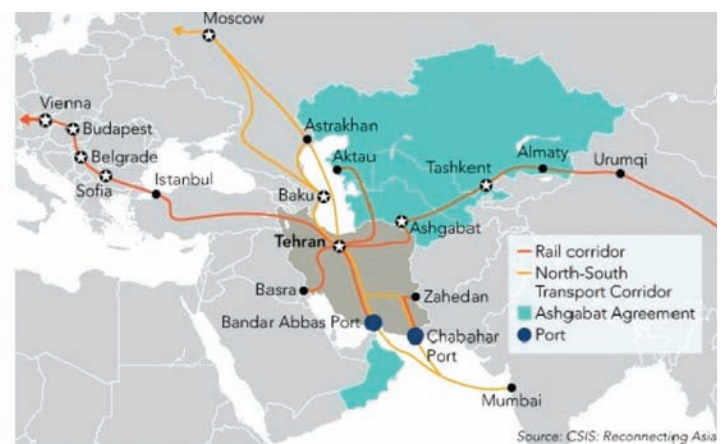 Moscow
Vienna
Budapest
Belgrade
Sofia
Istanbul
Astrakhan
Aktau
Baku
Tashkent
Almaty
Urumqi
Ashgabat
Tehran
Basra
Zahedan
Bandar Abbas Port
Chabahar
Port
Mumbai
Rail corridor
North-South
Transport Corridor
Ashgabat Agreement
Port
Source: CSIS: Reconnecting Asia